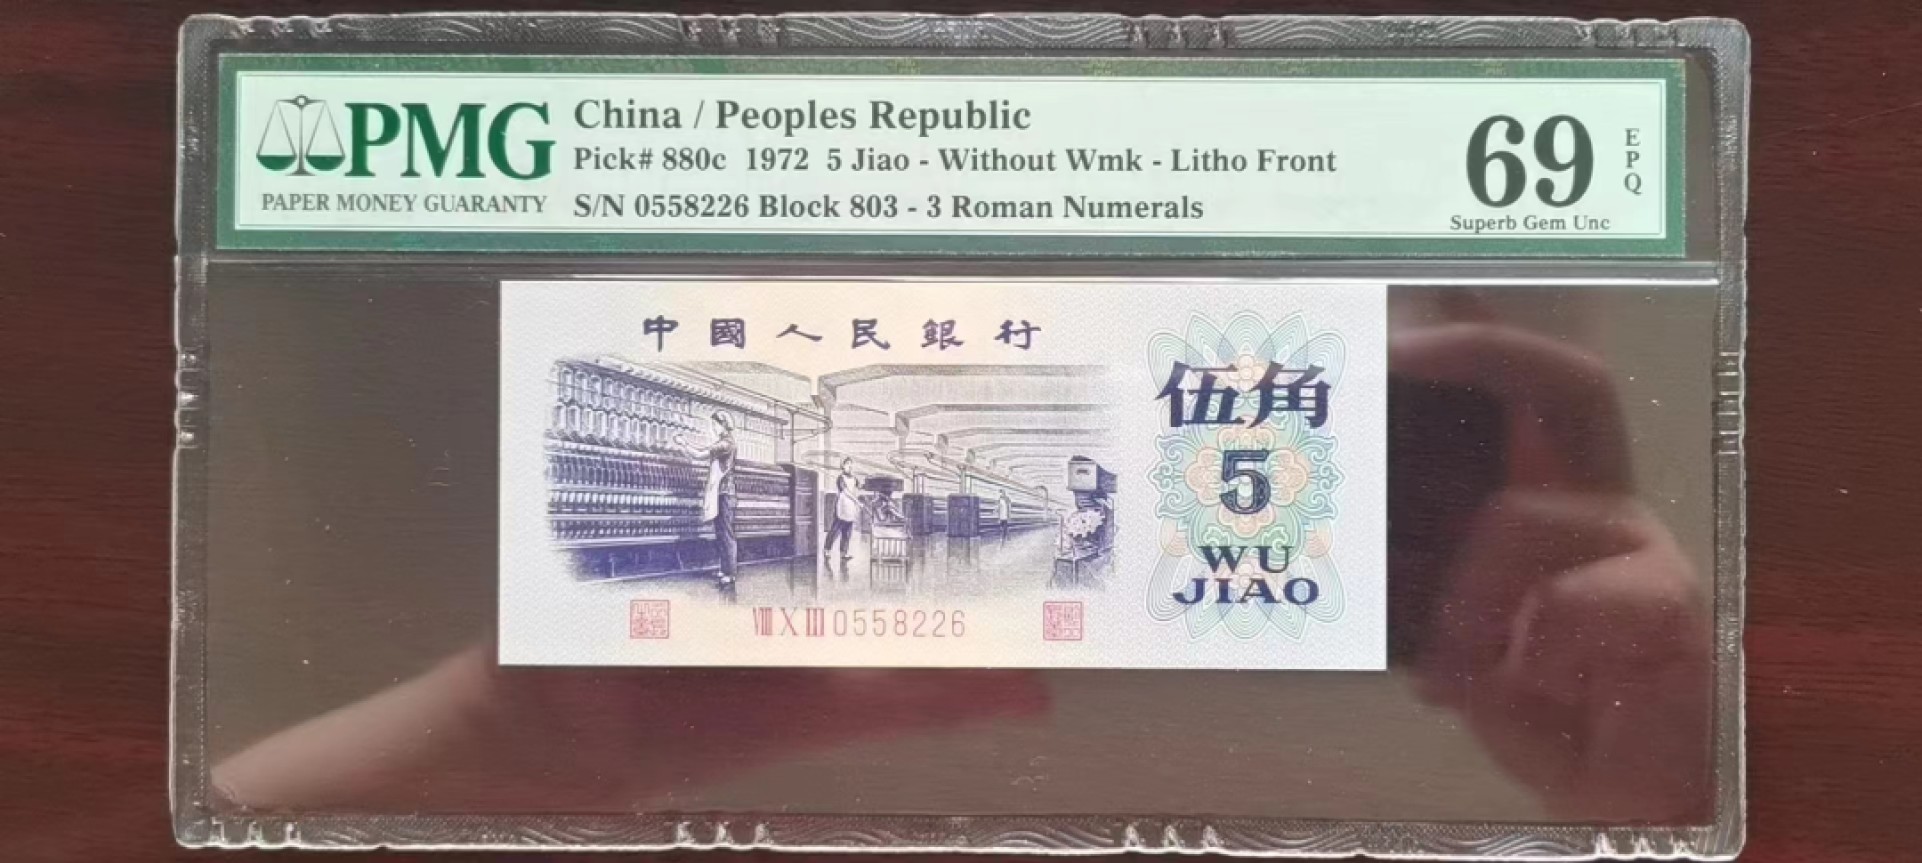 PMG
PAPER MONEY GUARANTY
China / Peoples Republic
Pick# 880c 1972 5 Jiao - Without Wmk - Litho Front
S/N 0558226 Block 803 - 3 Roman Numerals
69
EPQ
Superb Gem Unc
中國人民銀行
伍角
5
WU
JIAO
VIII X III 0558226